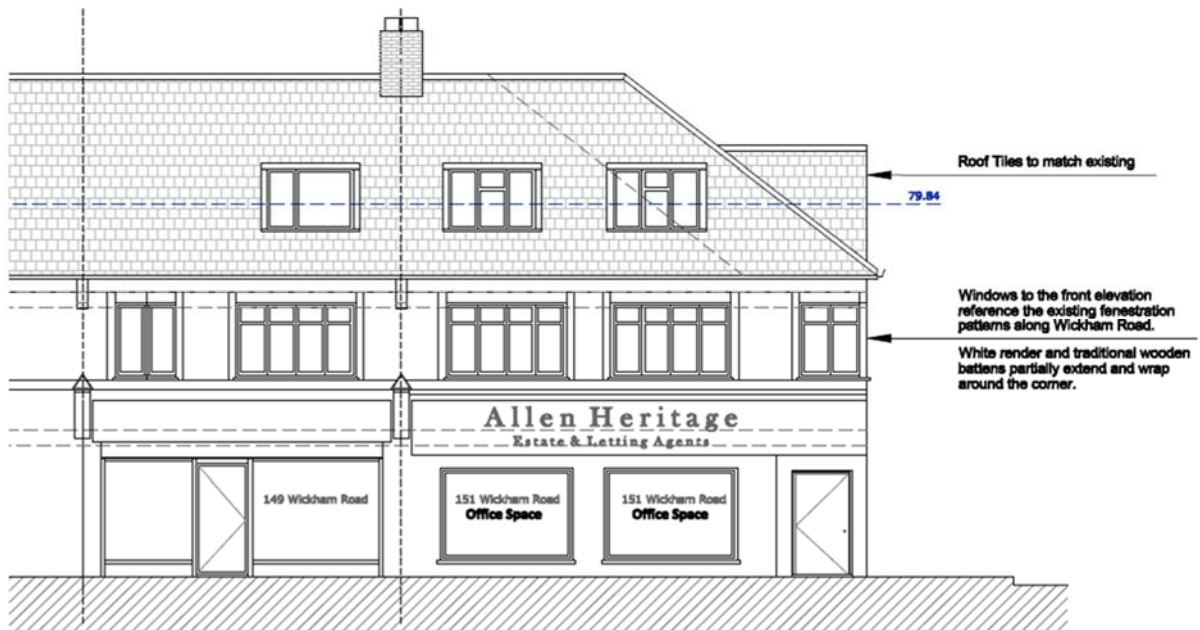 Roof Tiles to match existing
79.84
Windows to the front elevation
reference the existing fenestration
patterns along Wickham Road.
White render and traditional wooden
battens partially extend and wrap
around the corner.
Allen Heritage
Estate & Letting Agents
149 Wickham Road
151 Wickham Road
Office Space
151 Wickham Road
Office Space